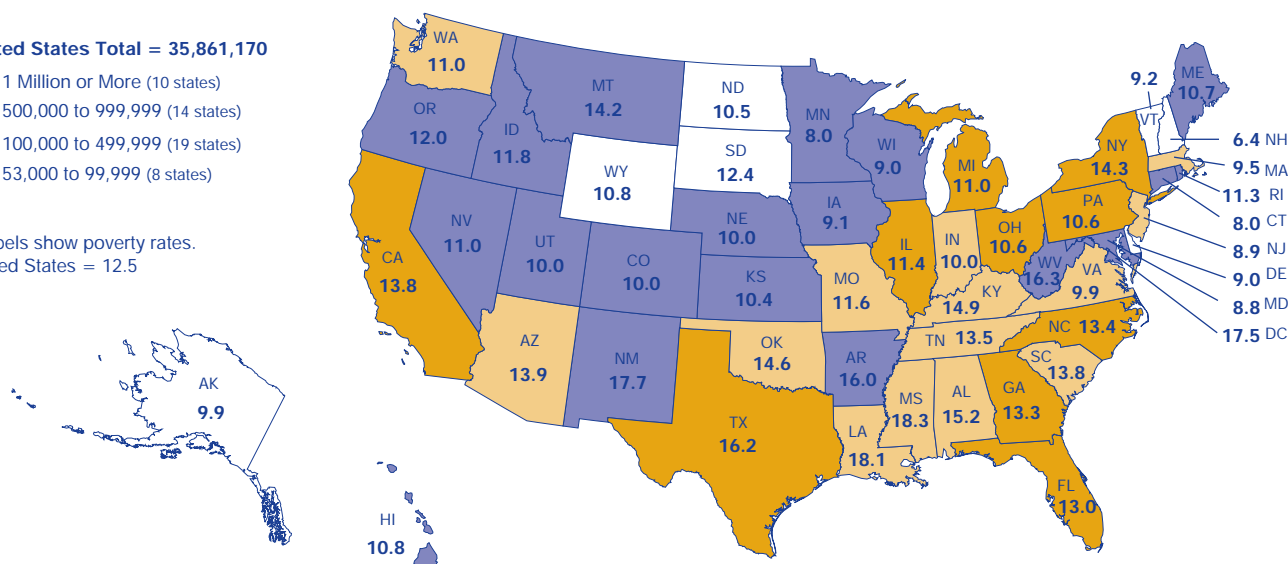 ted States Total = 35,861,170
1 Million or More (10 states)
500,000 to 999,999 (14 states)
100,000 to 499,999 (19 states)
53,000 to 99,999 (8 states)
bels show poverty rates.
ted States = 12.5
WA
11.0
OR
12.0
ID
11.8
MT
14.2
ND
10.5
SD
12.4
WY
10.8
MN
8.0
WI
9.0
MI
11.0
9.2
VT
ME
10.7
6.4 NH
9.5 MA
11.3 RI
8.0 CT
8.9 NJ
9.0 DE
8.8 MD
17.5 DC
NY
14.3
PA
10.6
CA
13.8
NV
11.0
UT
10.0
CO
10.0
NE
10.0
KS
10.4
IA
9.1
MO
11.6
IL
11.4
IN
10.0
OH
10.6
WV
16.3
VA
9.9
KY
14.9
TN 13.5
NC 13.4
SC
13.8
AZ
13.9
NM
17.7
OK
14.6
AR
16.0
TX
16.2
LA
18.1
MS
18.3
AL
15.2
GA
13.3
FL
13.0
AK
9.9
HI
10.8